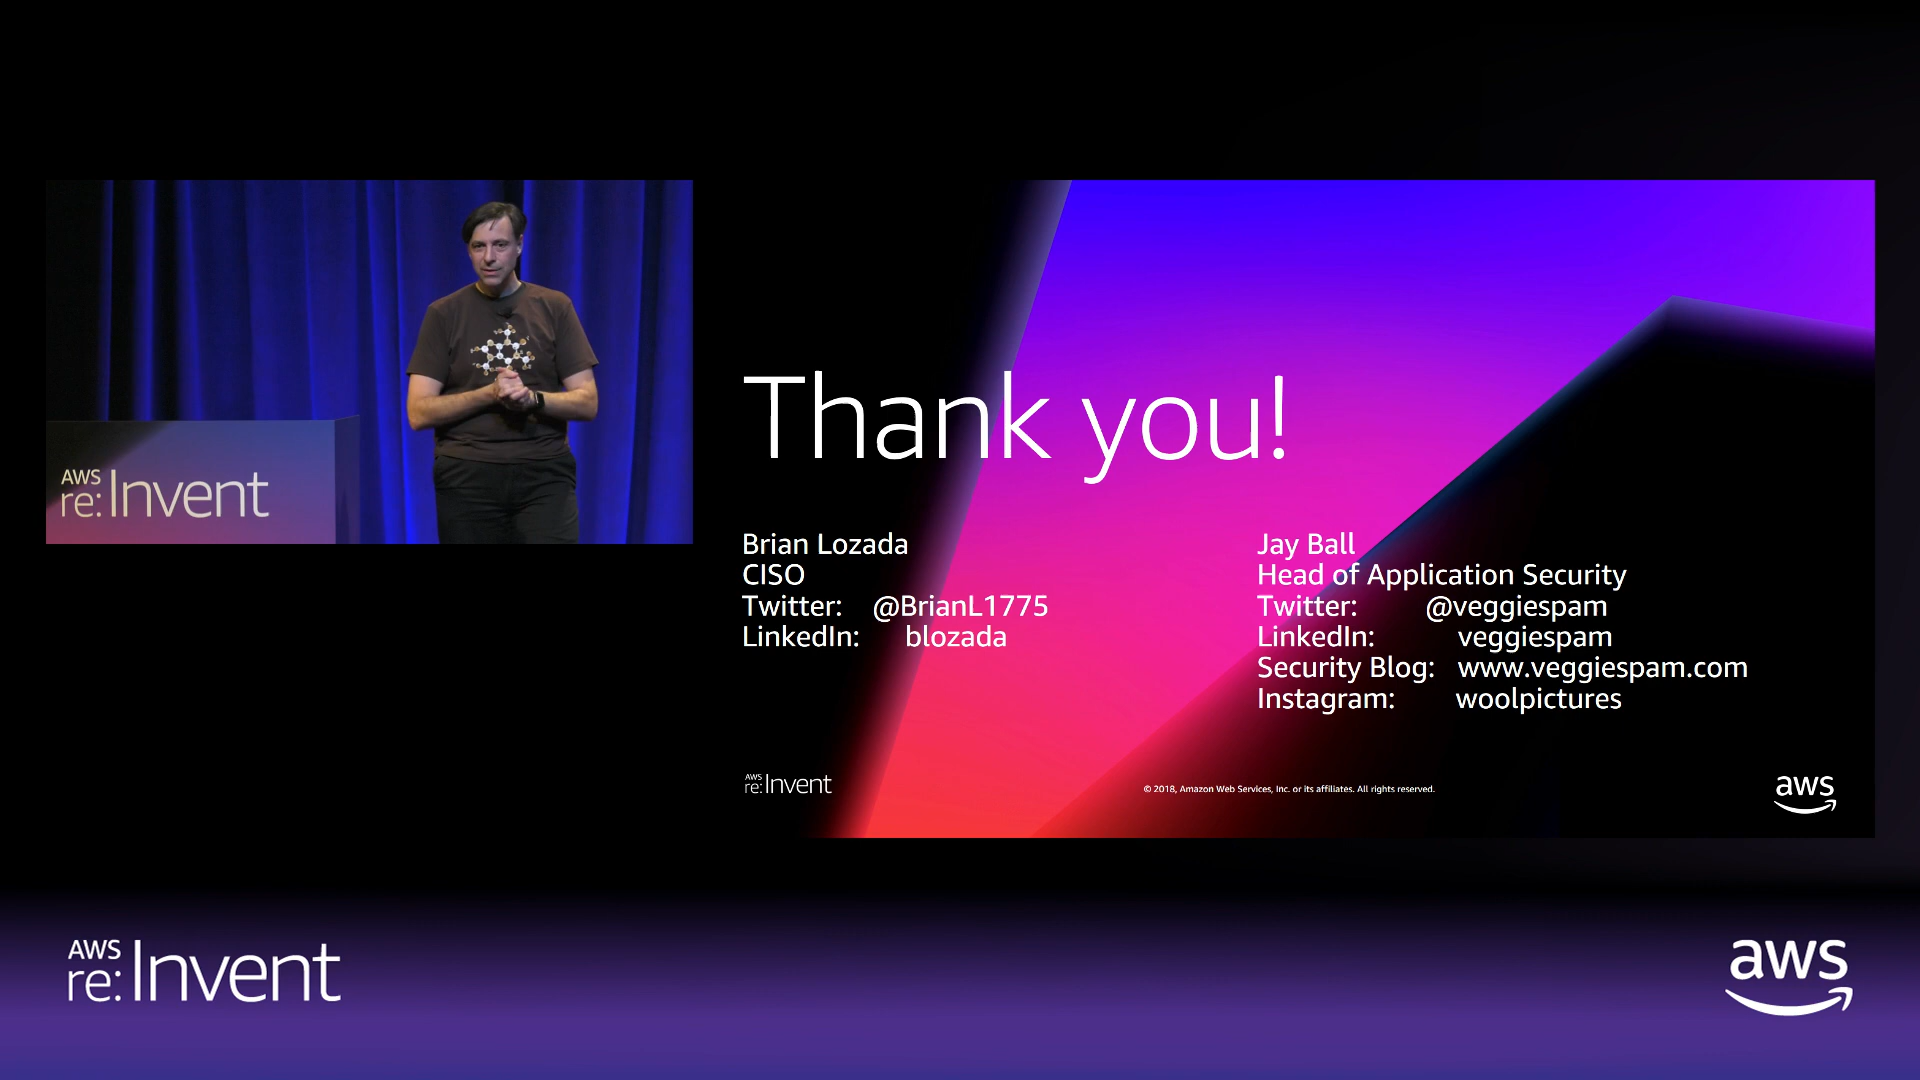 AWS
re:Invent
Thank you!
Brian Lozada
CISO
Twitter: @BrianL1775
LinkedIn: blozada
Jay Ball
Head of Application Security
Twitter: @veggiespam
LinkedIn: veggiespam
Security Blog: www.veggiespam.com
Instagram: woolpictures
AWS
re:Invent
© 2018, Amazon Web Services, Inc. or its affiliates. All rights reserved.
aws
AWS
re:Invent
aws